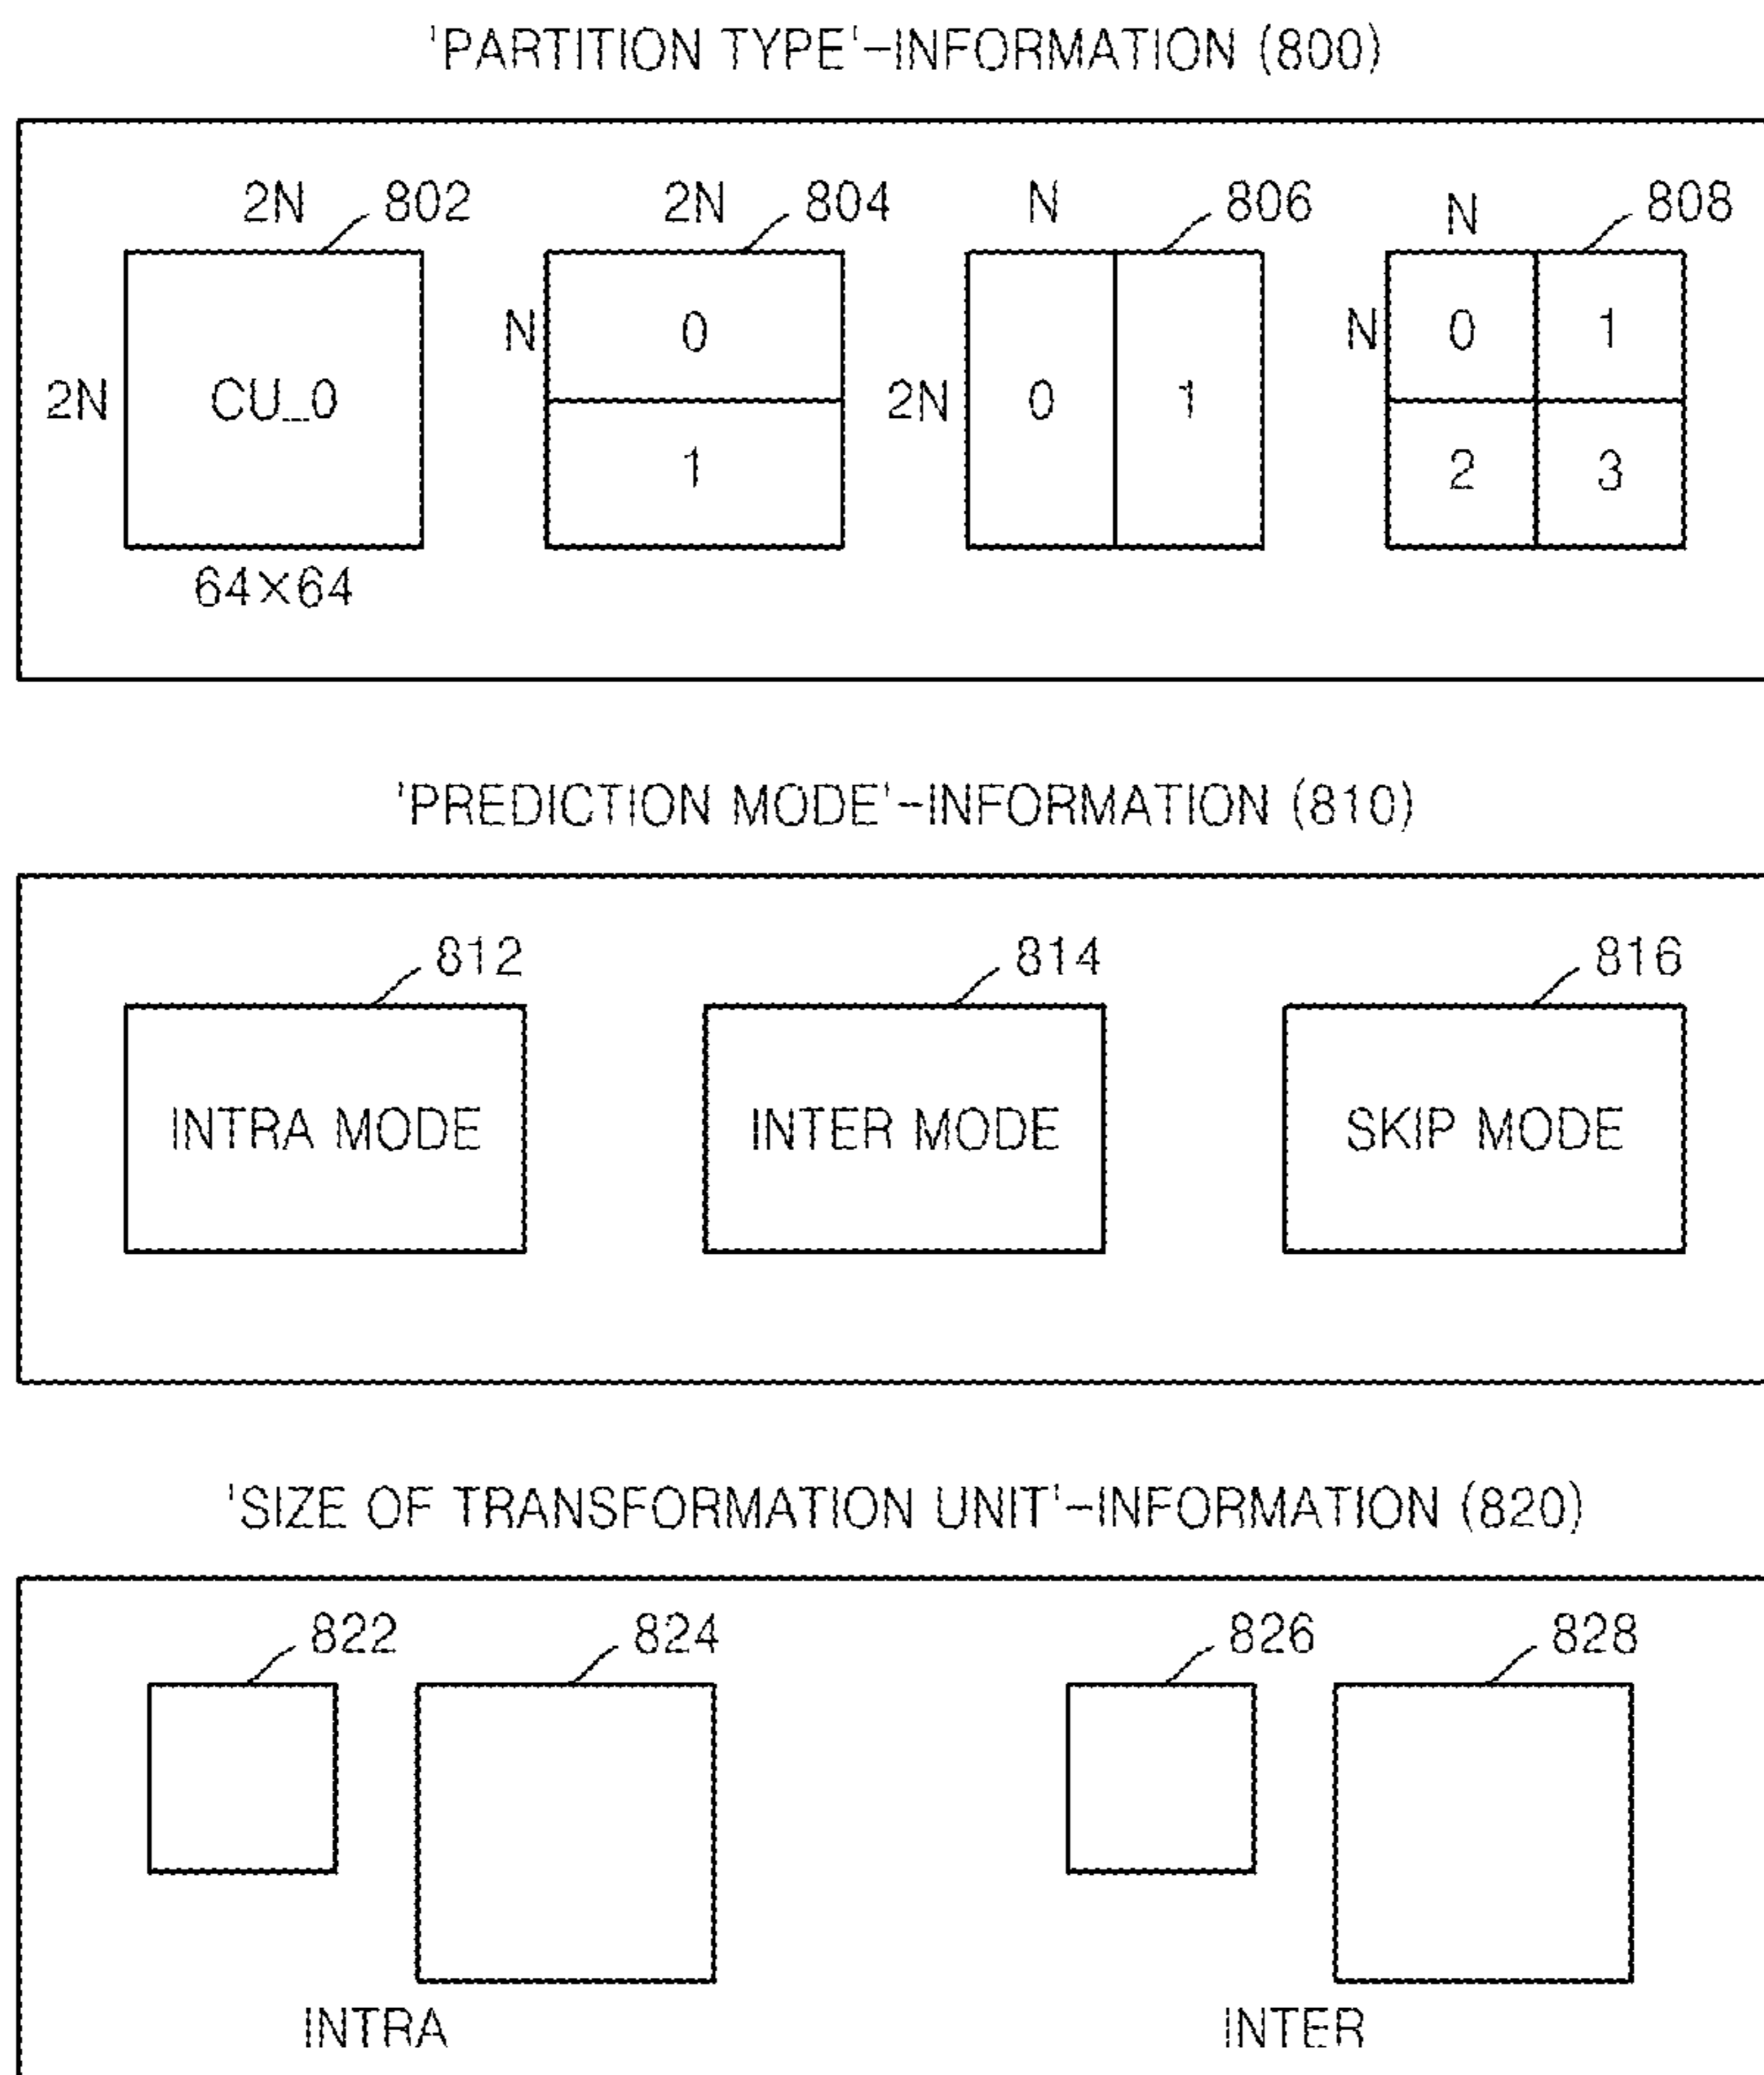 'PARTITION TYPE'-INFORMATION (800)
2N 802 2N 804 N 806 N 808
N 0 N 0 1
2N CU_0 2N 0 1
1 2 3
64×64
'PREDICTION MODE'-INFORMATION (810)
812 814 816
INTRA MODE INTER MODE SKIP MODE
'SIZE OF TRANSFORMATION UNIT'-INFORMATION (820)
822 824 826 828
INTRA INTER